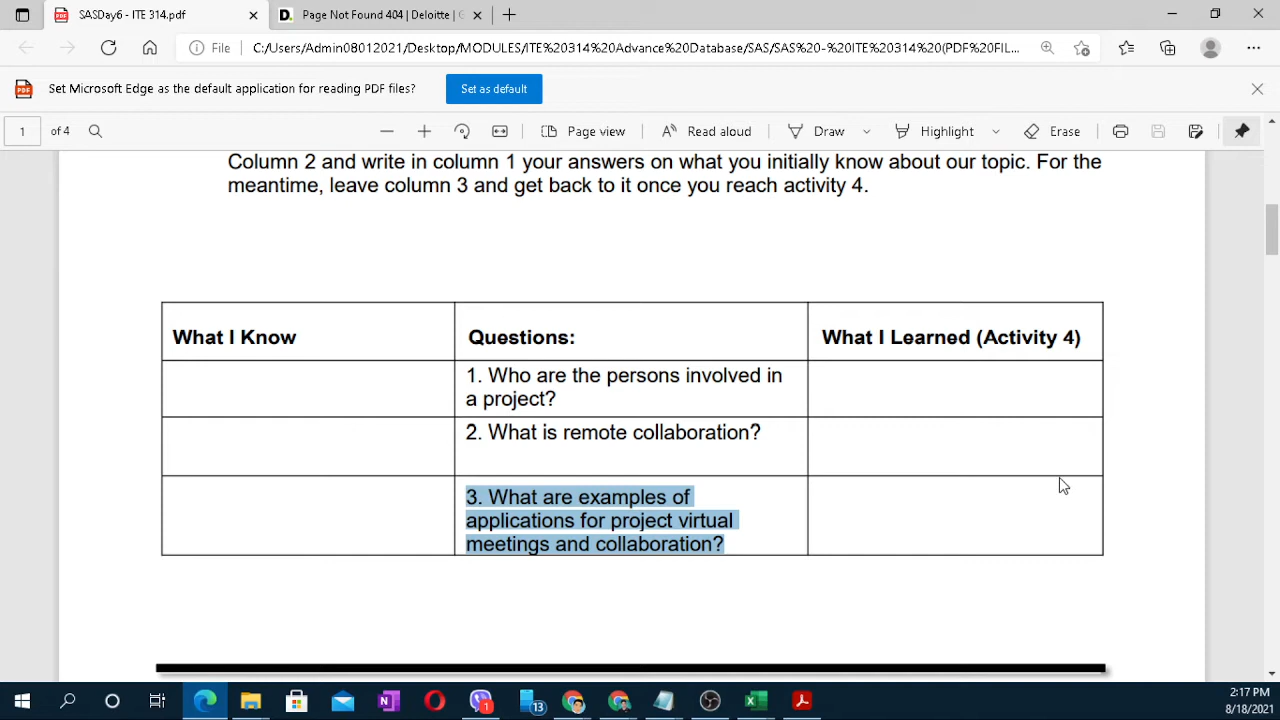 SASDay6 - ITE 314.pdf
Page Not Found 404 | Deloitte | G
File
C:/Users/Admin08012021/Desktop/MODULES/ITE%20314%20Advance%20Database/SAS/SAS%20-%20ITE%20314%20(PDF%20FIL...
Set Microsoft Edge as the default application for reading PDF files?
Set as default
1 of 4
Page view
Read aloud
Draw
Highlight
Erase
Column 2 and write in column 1 your answers on what you initially know about our topic. For the
meantime, leave column 3 and get back to it once you reach activity 4.
What I Know
Questions:
What I Learned (Activity 4)
1. Who are the persons involved in
a project?
2. What is remote collaboration?
3. What are examples of
applications for project virtual
meetings and collaboration?
1
13
2:17 PM
8/18/2021